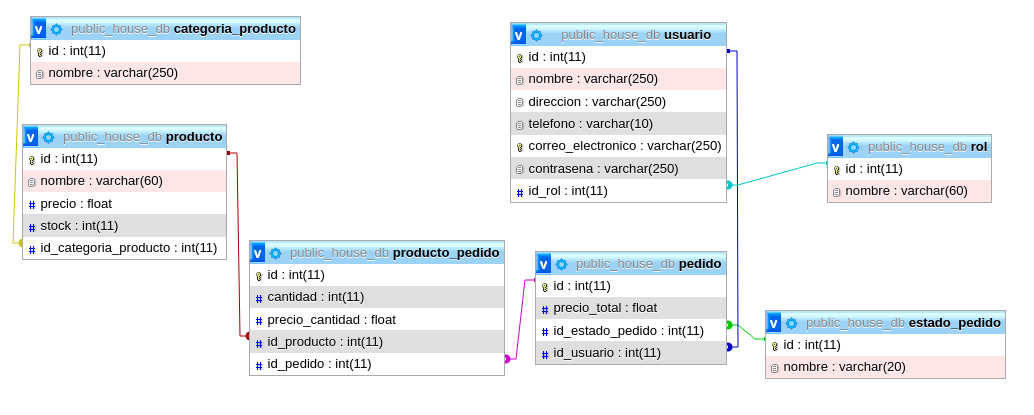 public_house_db categoria_producto
id : int(11)
nombre : varchar(250)
public_house_db producto
id : int(11)
nombre : varchar(60)
precio : float
stock : int(11)
id_categoria_producto : int(11)
public_house_db producto_pedido
id : int(11)
cantidad : int(11)
precio_cantidad : float
id_producto : int(11)
id_pedido : int(11)
public_house_db usuario
id : int(11)
nombre : varchar(250)
direccion : varchar(250)
telefono : varchar(10)
correo_electronico : varchar(250)
contrasena : varchar(250)
id_rol : int(11)
public_house_db pedido
id : int(11)
precio_total : float
id_estado_pedido : int(11)
id_usuario : int(11)
public_house_db rol
id : int(11)
nombre : varchar(60)
public_house_db estado_pedido
id : int(11)
nombre : varchar(20)